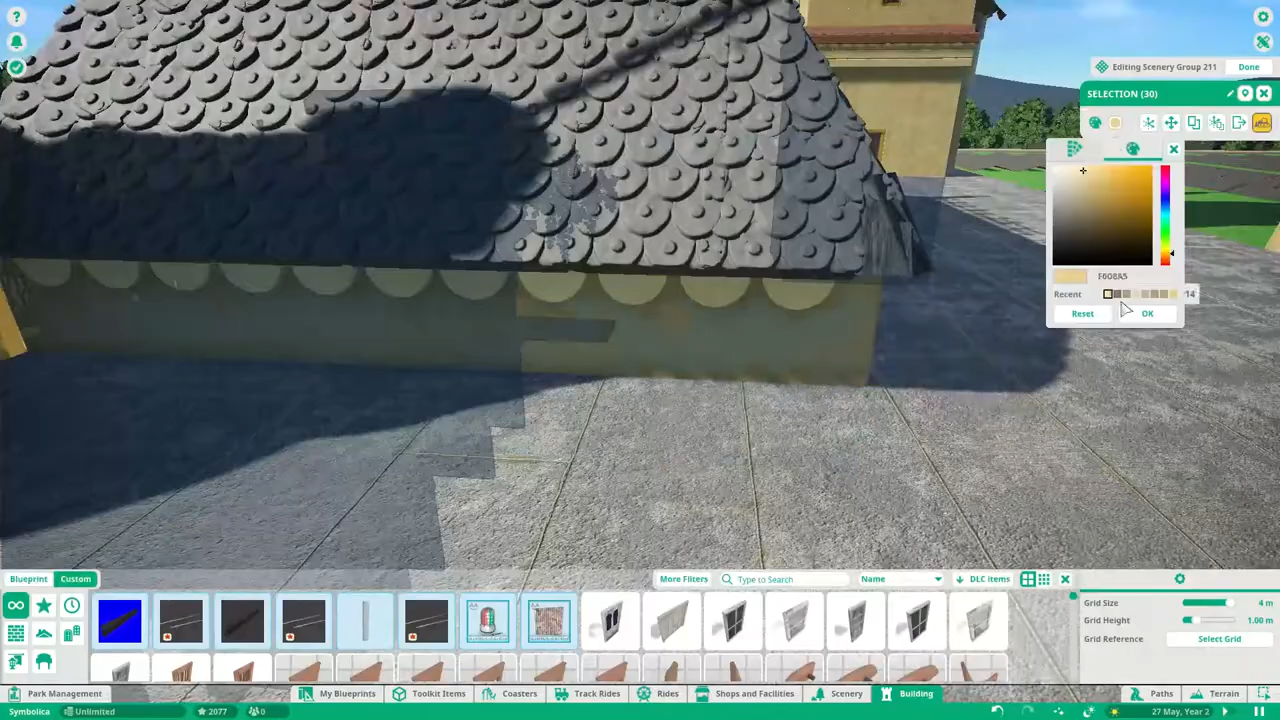 Editing Scenery Group 211 Done
SELECTION (30)
F6D8A5
Recent 14
Reset OK
Blueprint Custom More Filters Type to Search Name DLC Items
Grid Size 4 m
Grid Height 1.00 m
Grid Reference Select Grid
Park Management My Blueprints Toolkit Items Coasters Track Rides Rides Shops and Facilities Scenery Building Paths Terrain
Symbolica Unlimited 2077 0 27 May, Year 2